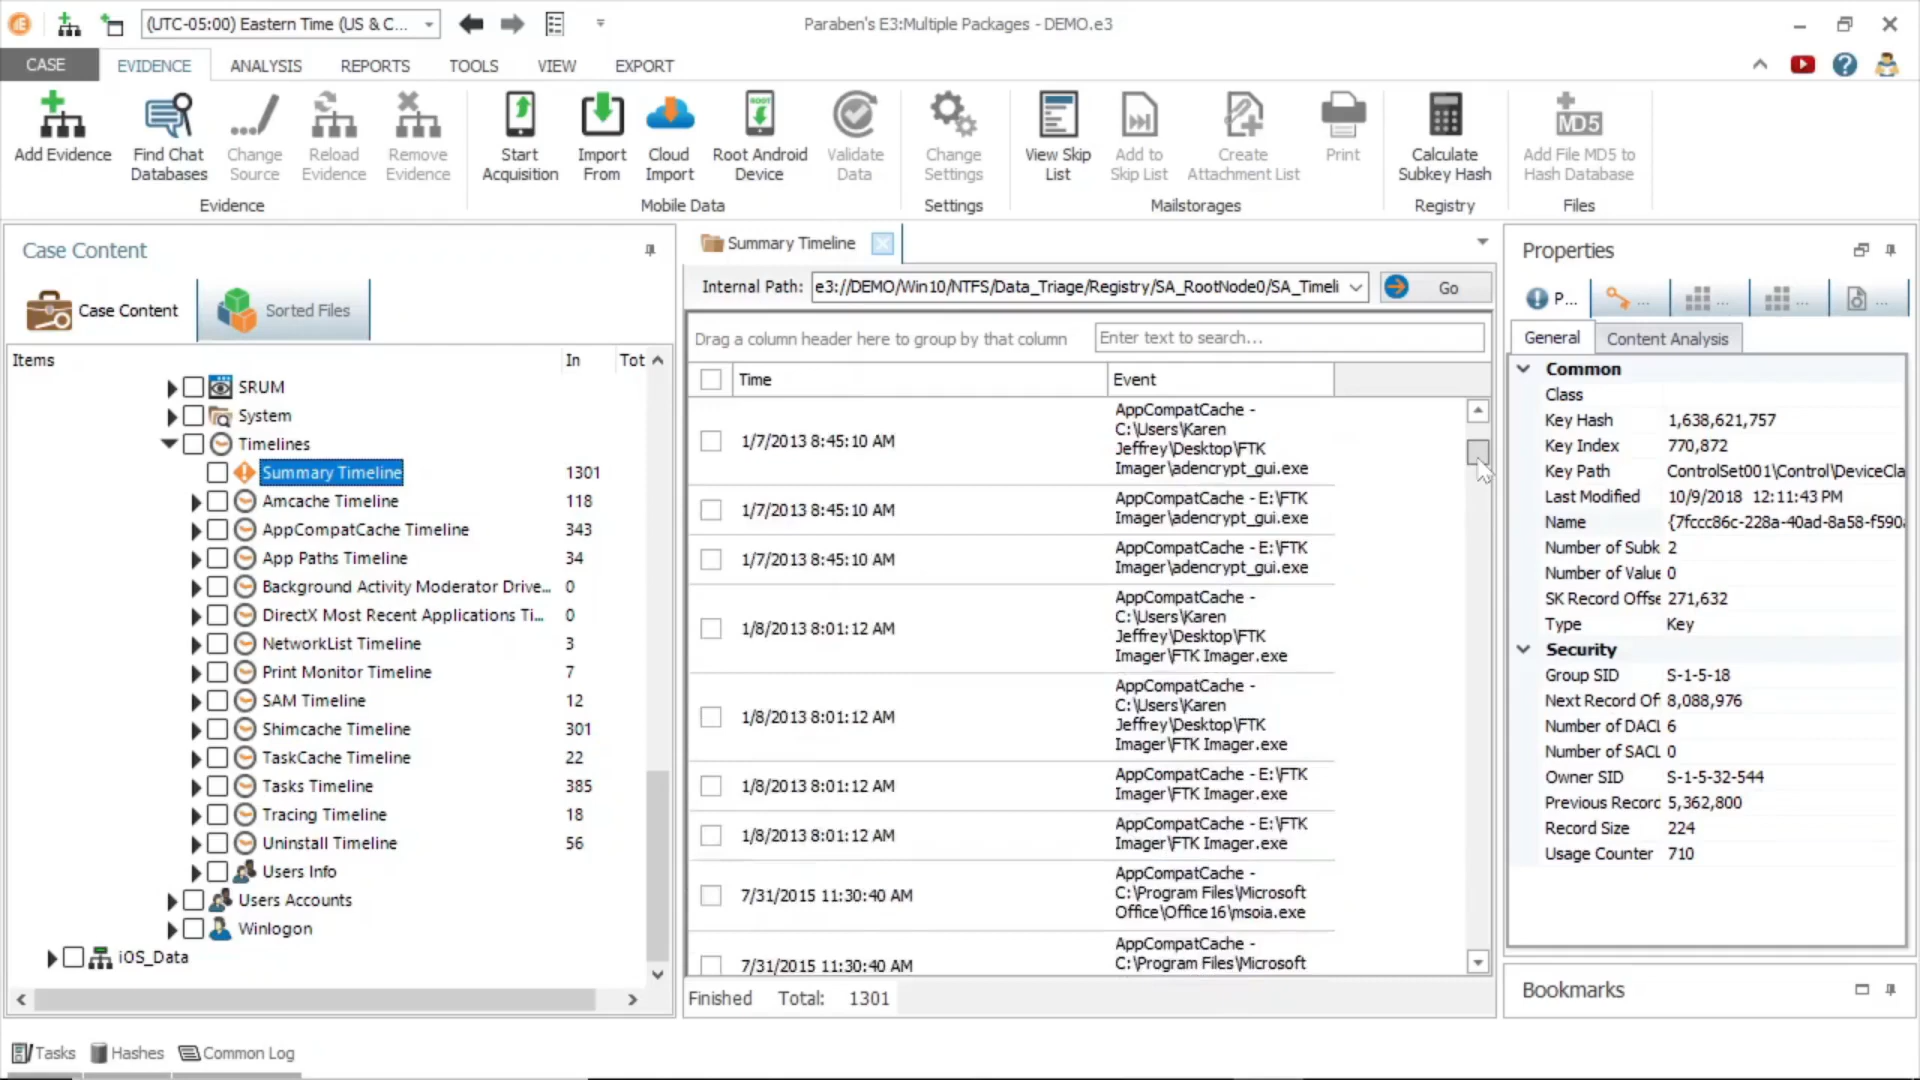 (UTC-05:00) Eastern Time (US & C...
Paraben's E3:Multiple Packages - DEMO.e3
CASE
EVIDENCE
ANALYSIS
REPORTS
TOOLS
VIEW
EXPORT
Add Evidence
Find Chat
Databases
Change
Source
Reload
Evidence
Remove
Evidence
Evidence
Start
Acquisition
Import
From
Cloud
Import
ROOT
Root Android
Device
Validate
Data
Mobile Data
Change
Settings
Settings
View Skip
List
Add to
Skip List
Create
Attachment List
Print
Mailstorages
Calculate
Subkey Hash
Registry
MD5
Add File MD5 to
Hash Database
Files
Case Content
Case Content
Sorted Files
Items In Tot
SRUM
System
Timelines
Summary Timeline 1301
Amcache Timeline 118
AppCompatCache Timeline 343
App Paths Timeline 34
Background Activity Moderator Drive... 0
DirectX Most Recent Applications Ti... 0
NetworkList Timeline 3
Print Monitor Timeline 7
SAM Timeline 12
Shimcache Timeline 301
TaskCache Timeline 22
Tasks Timeline 385
Tracing Timeline 18
Uninstall Timeline 56
Users Info
Users Accounts
Winlogon
iOS_Data
Summary Timeline
Internal Path: e3://DEMO/Win10/NTFS/Data_Triage/Registry/SA_RootNode0/SA_Timeli Go
Drag a column header here to group by that column
Enter text to search...
Time Event
1/7/2013 8:45:10 AM
AppCompatCache -
C:\Users\Karen
Jeffrey\Desktop\FTK
Imager\adencrypt_gui.exe
1/7/2013 8:45:10 AM
AppCompatCache - E:\FTK
Imager\adencrypt_gui.exe
1/7/2013 8:45:10 AM
AppCompatCache - E:\FTK
Imager\adencrypt_gui.exe
1/8/2013 8:01:12 AM
AppCompatCache -
C:\Users\Karen
Jeffrey\Desktop\FTK
Imager\FTK Imager.exe
1/8/2013 8:01:12 AM
AppCompatCache -
C:\Users\Karen
Jeffrey\Desktop\FTK
Imager\FTK Imager.exe
1/8/2013 8:01:12 AM
AppCompatCache - E:\FTK
Imager\FTK Imager.exe
1/8/2013 8:01:12 AM
AppCompatCache - E:\FTK
Imager\FTK Imager.exe
7/31/2015 11:30:40 AM
AppCompatCache -
C:\Program Files\Microsoft
Office\Office16\msoia.exe
7/31/2015 11:30:40 AM
AppCompatCache -
C:\Program Files\Microsoft
Finished Total: 1301
Properties
P... ... ... ... ...
General
Content Analysis
Common
Class
Key Hash 1,638,621,757
Key Index 770,872
Key Path ControlSet001\Control\DeviceCla
Last Modified 10/9/2018 12:11:43 PM
Name {7fccc86c-228a-40ad-8a58-f590
Number of Subk 2
Number of Value 0
SK Record Offse 271,632
Type Key
Security
Group SID S-1-5-18
Next Record Of 8,088,976
Number of DACL 6
Number of SACL 0
Owner SID S-1-5-32-544
Previous Record 5,362,800
Record Size 224
Usage Counter 710
Bookmarks
Tasks
Hashes
Common Log